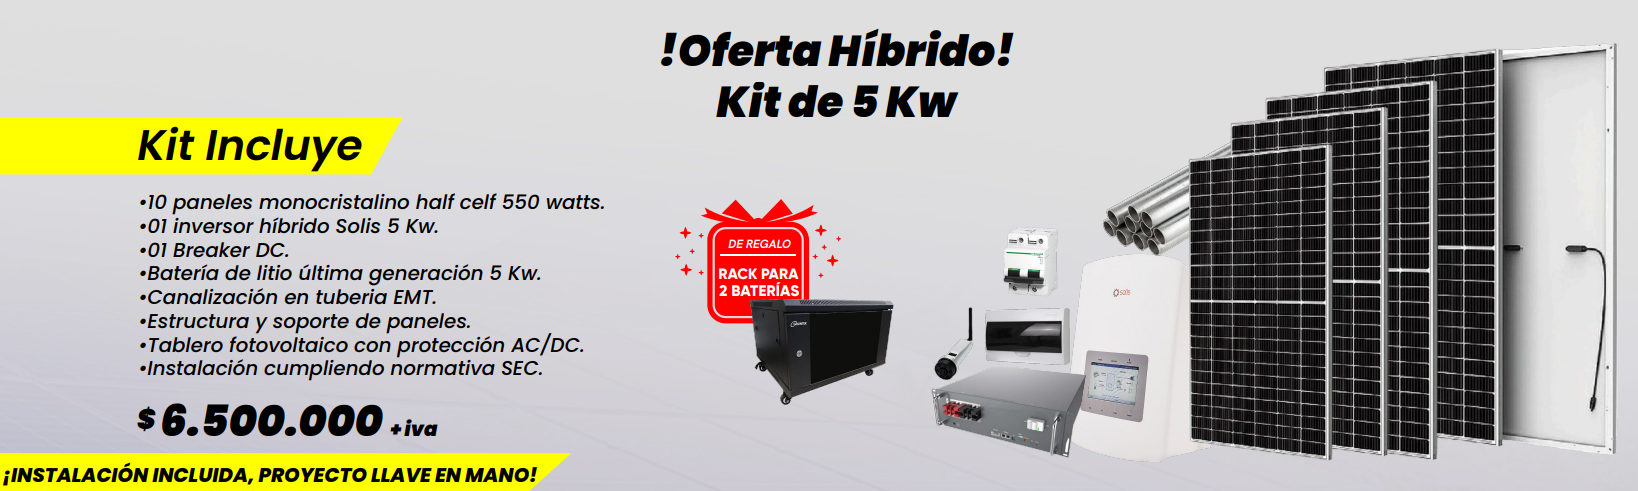 !Oferta Híbrido!
Kit de 5 Kw
Kit Incluye
•10 paneles monocristalino half celf 550 watts.
•01 inversor híbrido Solis 5 Kw.
•01 Breaker DC.
•Batería de litio última generación 5 Kw.
•Canalización en tuberia EMT.
•Estructura y soporte de paneles.
•Tablero fotovoltaico con protección AC/DC.
•Instalación cumpliendo normativa SEC.
$6.500.000 +iva
¡INSTALACIÓN INCLUIDA, PROYECTO LLAVE EN MANO!
DE REGALO
RACK PARA
2 BATERÍAS
solis